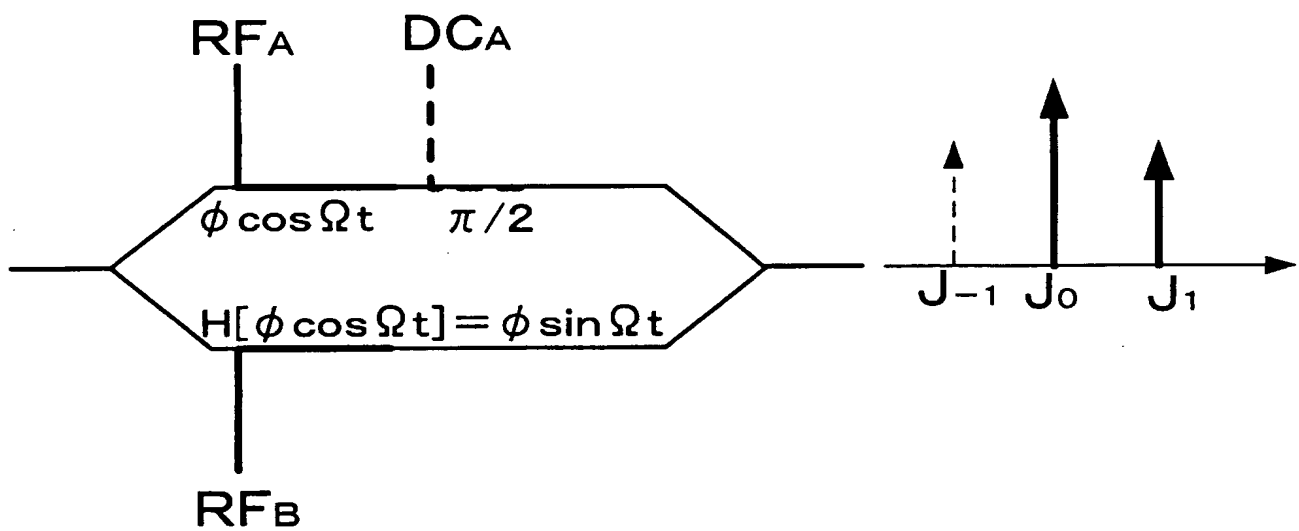 RFA
DCA
ϕ cos Ωt
π/2
H[ϕ cos Ωt] = ϕ sin Ωt
RFB
J-1
J0
J1